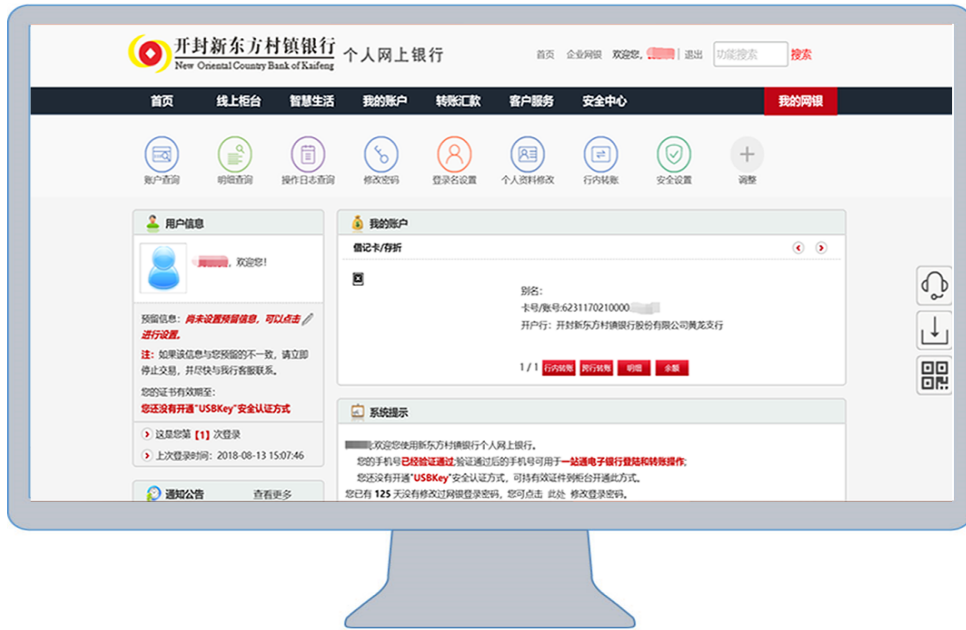 开封新东方村镇银行 个人网上银行
New Oriental Country Bank of Kaifeng
首页 企业网银 欢迎您, | 退出 功能搜索 搜索
首页 线上柜台 智慧生活 我的账户 转账汇款 客户服务 安全中心 我的网银
账户查询 明细查询 操作日志查询 修改密码 登录名设置 个人资料修改 行内转账 安全设置 调整
用户信息
, 欢迎您!
预留信息: 尚未设置预留信息，可以点击
进行设置。
注: 如果该信息与您预留的不一致，请立即
停止交易，并尽快与我行客服联系。
您的证书有效期至:
您还没有开通"USBKey"安全认证方式
这是您第【1】次登录
上次登录时间: 2018-08-13 15:07:46
通知公告 查看更多
我的账户
借记卡/存折
别名:
卡号/账号:6231170210000
开户行: 开封新东方村镇银行股份有限公司黄龙支行
1 / 1 行内转账 跨行转账 明细 余额
系统提示
;欢迎您使用新东方村镇银行个人网上银行。
您的手机号已经验证通过;验证通过后的手机号可用于一站通电子银行登陆和转账操作;
您还没有开通"USBKey"安全认证方式，可持有效证件到柜台开通此方式。
您已有 125 天没有修改过网银登录密码，您可点击 此处 修改登录密码。